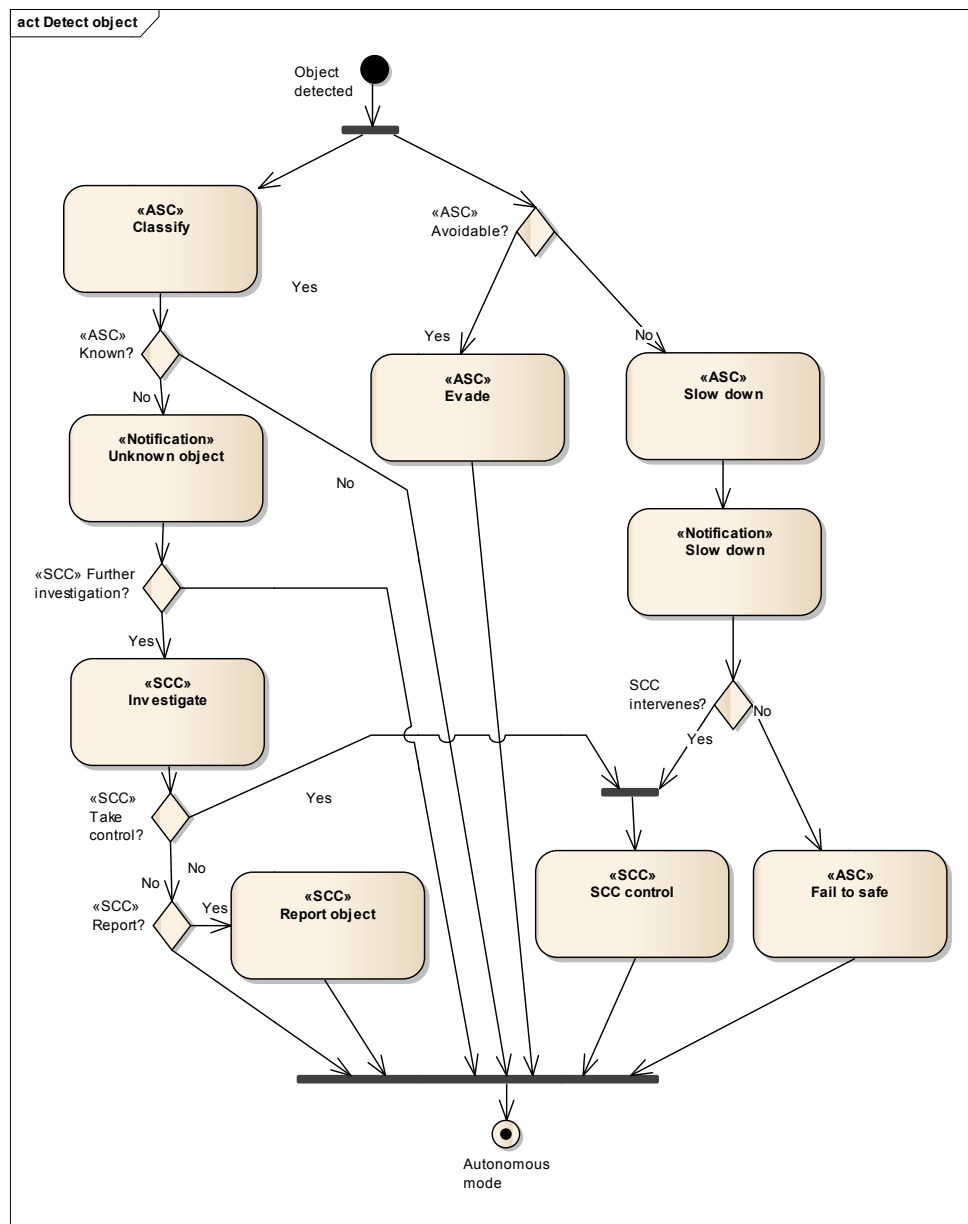 act Detect object
Object
detected
«ASC»
Classify
«ASC»
Avoidable?
Yes
«ASC»
Known?
Yes
No
«ASC»
Evade
«ASC»
Slow down
No
«Notification»
Unknown object
No
«Notification»
Slow down
«SCC» Further
investigation?
Yes
«SCC»
Investigate
SCC
intervenes?
No
Yes
«SCC»
Take
control?
Yes
No
No
«SCC»
Report?
Yes
«SCC»
Report object
«SCC»
SCC control
«ASC»
Fail to safe
Autonomous
mode